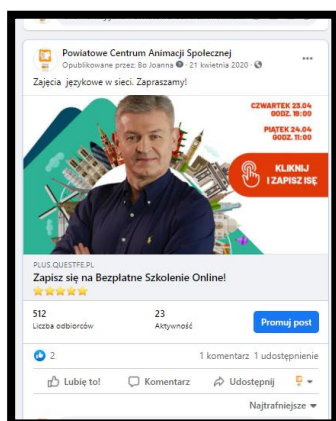 Powiatowe Centrum Animacji Społecznej
Opublikowane przez: Bo Joanna · 21 kwietnia 2020 ·
Zajęcia językowe w sieci. Zapraszamy!
CZWARTEK 23.04
GODZ. 19:00
PIĄTEK 24.04
GODZ. 11:00
KLIKNIJ
I ZAPISZ ISĘ
PLUS.QUESTFE.PL
Zapisz się na Bezpłatne Szkolenie Online!
512
Liczba odbiorców
23
Aktywność
Promuj post
2
1 komentarz 1 udostępnienie
Lubię to!
Komentarz
Udostępnij
Najtrafniejsze